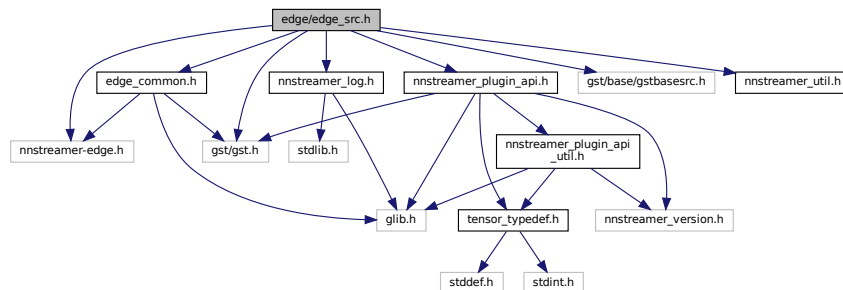 edge/edge_src.h
edge_common.h
nnstreamer_log.h
nnstreamer_plugin_api.h
gst/base/gstbasesrc.h
nnstreamer_util.h
nnstreamer-edge.h
gst/gst.h
stdlib.h
nnstreamer_plugin_api
_util.h
glib.h
tensor_typedef.h
nnstreamer_version.h
stddef.h
stdint.h